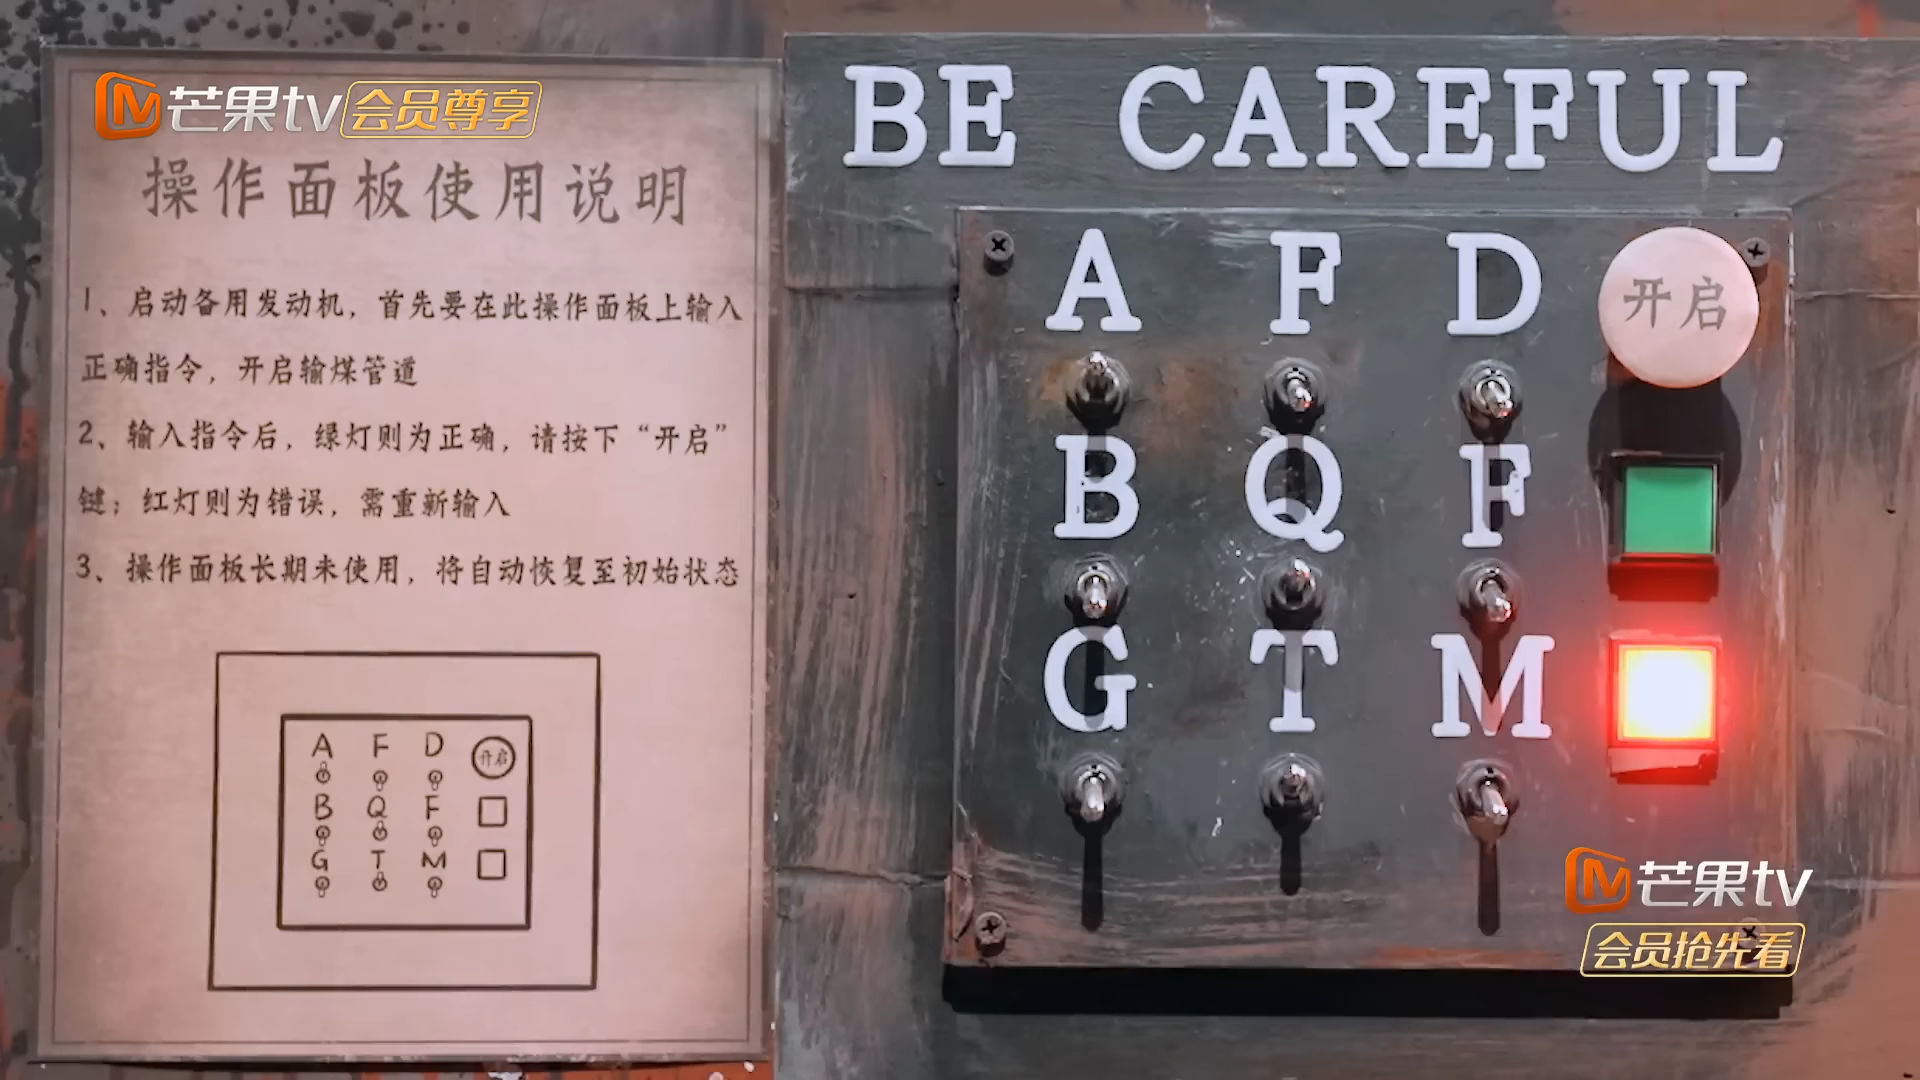 芒果tv 会员尊享
操作面板使用说明
1、启动备用发动机，首先要在此操作面板上输入
正确指令，开启输煤管道
2、输入指令后，绿灯则为正确，请按下“开启”
键；红灯则为错误，需重新输入
3、操作面板长期未使用，将自动恢复至初始状态
A F D 开启
B Q F
G T M
BE CAREFUL
A F D 开启
B Q F
G T M
芒果tv
会员抢先看